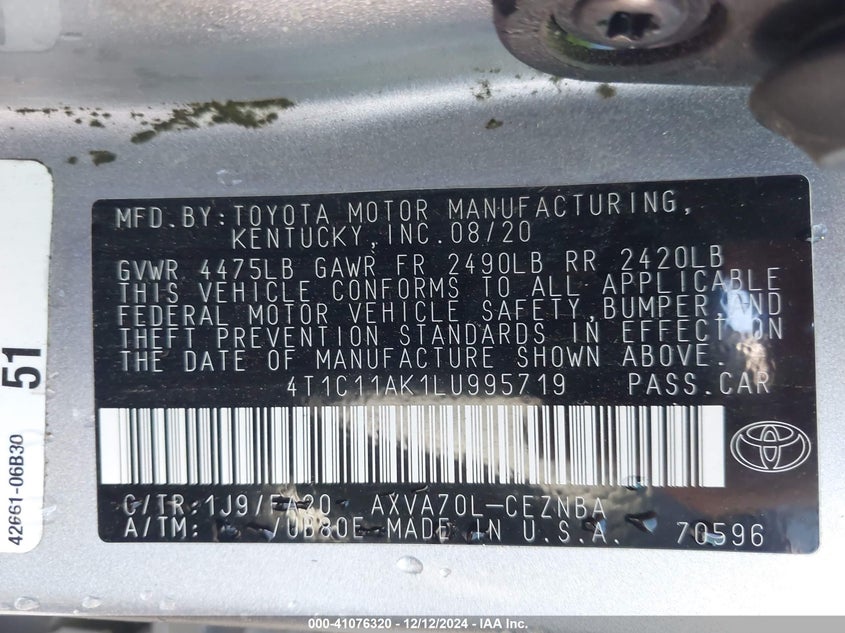 MFD.BY:TOYOTA MOTOR MANUFACTURING,
KENTUCKY,INC.08/20
GVWR 4475LB GAWR FR 2490LB RR 2420LB
THIS VEHICLE CONFORMS TO ALL APPLICABLE
FEDERAL MOTOR VEHICLE SAFETY,BUMPER,AND
THEFT PREVENTION STANDARDS IN EFFECT ON
THE DATE OF MANUFACTURE SHOWN ABOVE.
4T1C11AK1LU995719 PASS.CAR
C/TR:1J9/FA20 AXVA70L-CEZNBA
A/TM: /UB80E MADE IN U.S.A. 70596
51
42661-06B30
000-41076320 - 12/12/2024 - IAA Inc.